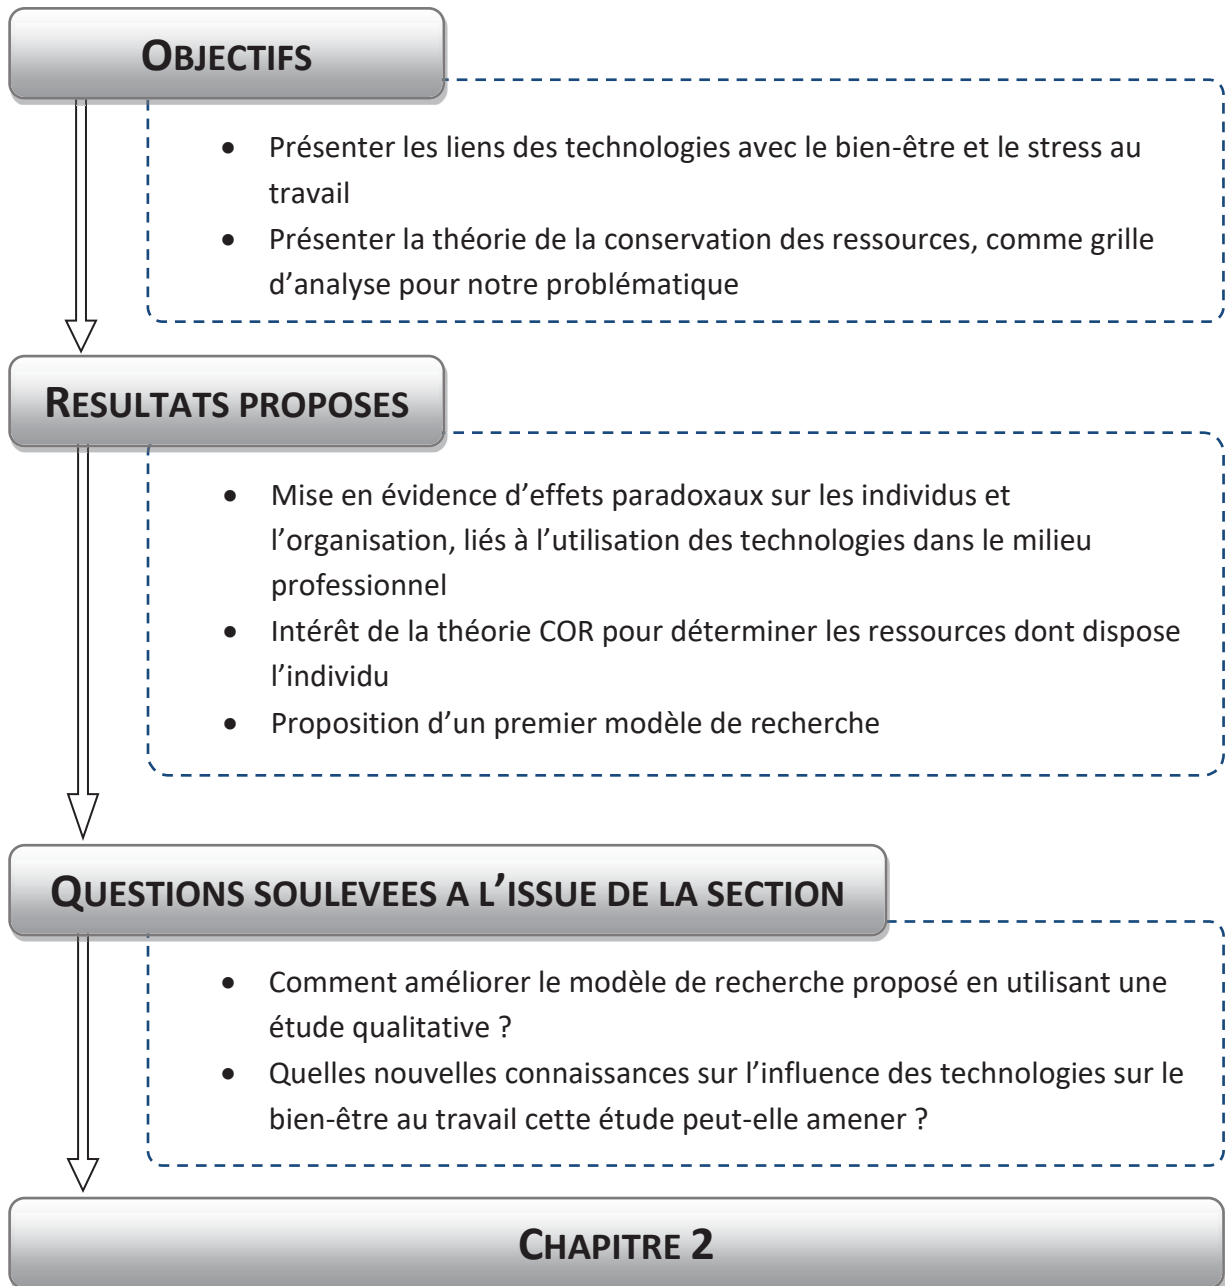 OBJECTIFS
• Présenter les liens des technologies avec le bien-être et le stress au
travail
• Présenter la théorie de la conservation des ressources, comme grille
d’analyse pour notre problématique
RESULTATS PROPOSES
• Mise en évidence d’effets paradoxaux sur les individus et
l’organisation, liés à l’utilisation des technologies dans le milieu
professionnel
• Intérêt de la théorie COR pour déterminer les ressources dont dispose
l’individu
• Proposition d’un premier modèle de recherche
QUESTIONS SOULEVEES A L’ISSUE DE LA SECTION
• Comment améliorer le modèle de recherche proposé en utilisant une
étude qualitative ?
• Quelles nouvelles connaissances sur l’influence des technologies sur le
bien-être au travail cette étude peut-elle amener ?
CHAPITRE 2